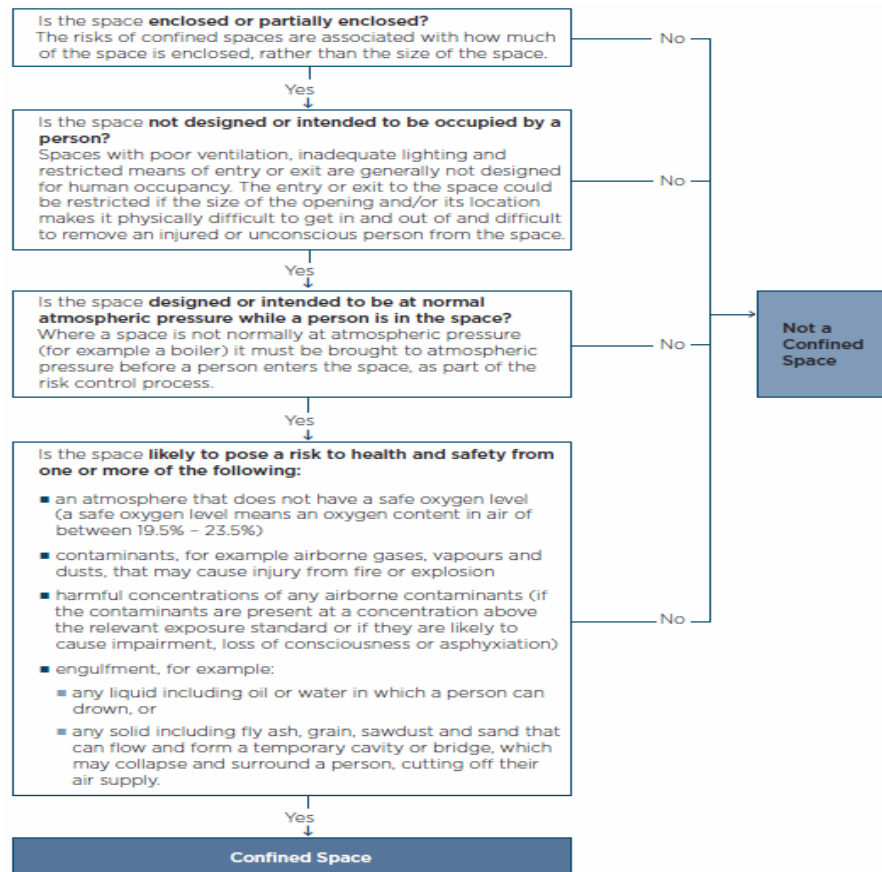 Is the space enclosed or partially enclosed?
The risks of confined spaces are associated with how much
of the space is enclosed, rather than the size of the space.
No
Yes
Is the space not designed or intended to be occupied by a
person?
Spaces with poor ventilation, inadequate lighting and
restricted means of entry or exit are generally not designed
for human occupancy. The entry or exit to the space could
be restricted if the size of the opening and/or its location
makes it physically difficult to get in and out of and difficult
to remove an injured or unconscious person from the space.
No
Yes
Is the space designed or intended to be at normal
atmospheric pressure while a person is in the space?
Where a space is not normally at atmospheric pressure
(for example a boiler) it must be brought to atmospheric
pressure before a person enters the space, as part of the
risk control process.
No
Not a
Confined
Space
Yes
Is the space likely to pose a risk to health and safety from
one or more of the following:
■ an atmosphere that does not have a safe oxygen level
(a safe oxygen level means an oxygen content in air of
between 19.5% – 23.5%)
■ contaminants, for example airborne gases, vapours and
dusts, that may cause injury from fire or explosion
■ harmful concentrations of any airborne contaminants (if
the contaminants are present at a concentration above
the relevant exposure standard or if they are likely to
cause impairment, loss of consciousness or asphyxiation)
No
■ engulfment, for example:
■ any liquid including oil or water in which a person can
drown, or
■ any solid including fly ash, grain, sawdust and sand that
can flow and form a temporary cavity or bridge, which
may collapse and surround a person, cutting off their
air supply.
Yes
Confined Space